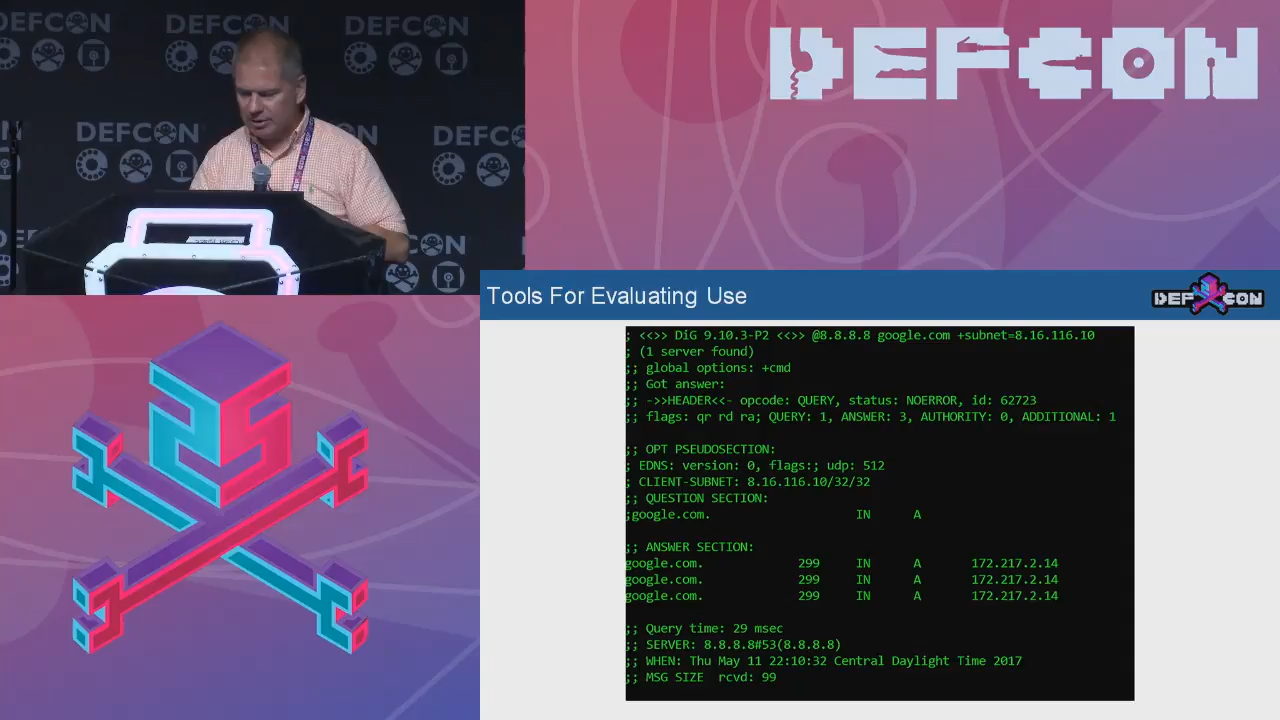 DEFCON
DEFCON
DEFCON
DEFCON
DEFCON
DEFCON
Tools For Evaluating Use
DEFCON
; <<>> DiG 9.10.3-P2 <<>> @8.8.8.8 google.com +subnet=8.16.116.10
; (1 server found)
;; global options: +cmd
;; Got answer:
;; ->>HEADER<<- opcode: QUERY, status: NOERROR, id: 62723
;; flags: qr rd ra; QUERY: 1, ANSWER: 3, AUTHORITY: 0, ADDITIONAL: 1
;; OPT PSEUDOSECTION:
; EDNS: version: 0, flags:; udp: 512
; CLIENT-SUBNET: 8.16.116.10/32/32
;; QUESTION SECTION:
;google.com. IN A
;; ANSWER SECTION:
google.com. 299 IN A 172.217.2.14
google.com. 299 IN A 172.217.2.14
google.com. 299 IN A 172.217.2.14
;; Query time: 29 msec
;; SERVER: 8.8.8.8#53(8.8.8.8)
;; WHEN: Thu May 11 22:10:32 Central Daylight Time 2017
;; MSG SIZE rcvd: 99